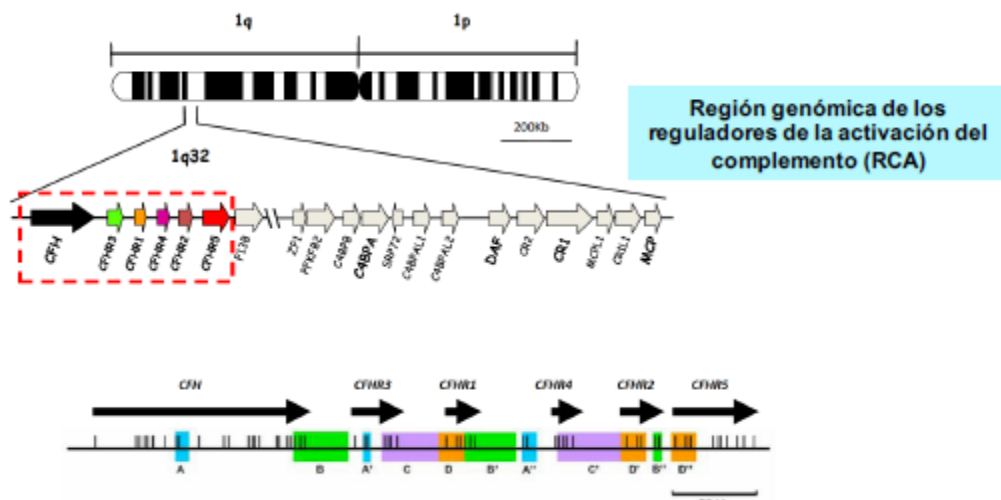 1q 1p
Región genómica de los
reguladores de la activación del
complemento (RCA)
200Kb
1q32
CFH CFHR3 CFHR1 CFHR4 CFHR2 CFHR5 F13B ZP1 PFKFB2 C4BPB C4BPA SRP72 C4BPAL1 C4BPAL2 DAF CR2 CR1 MCPL1 CR1L1 MCP
CFH CFHR3 CFHR1 CFHR4 CFHR2 CFHR5
A B A' C D B' A'' C' D' B'' D''